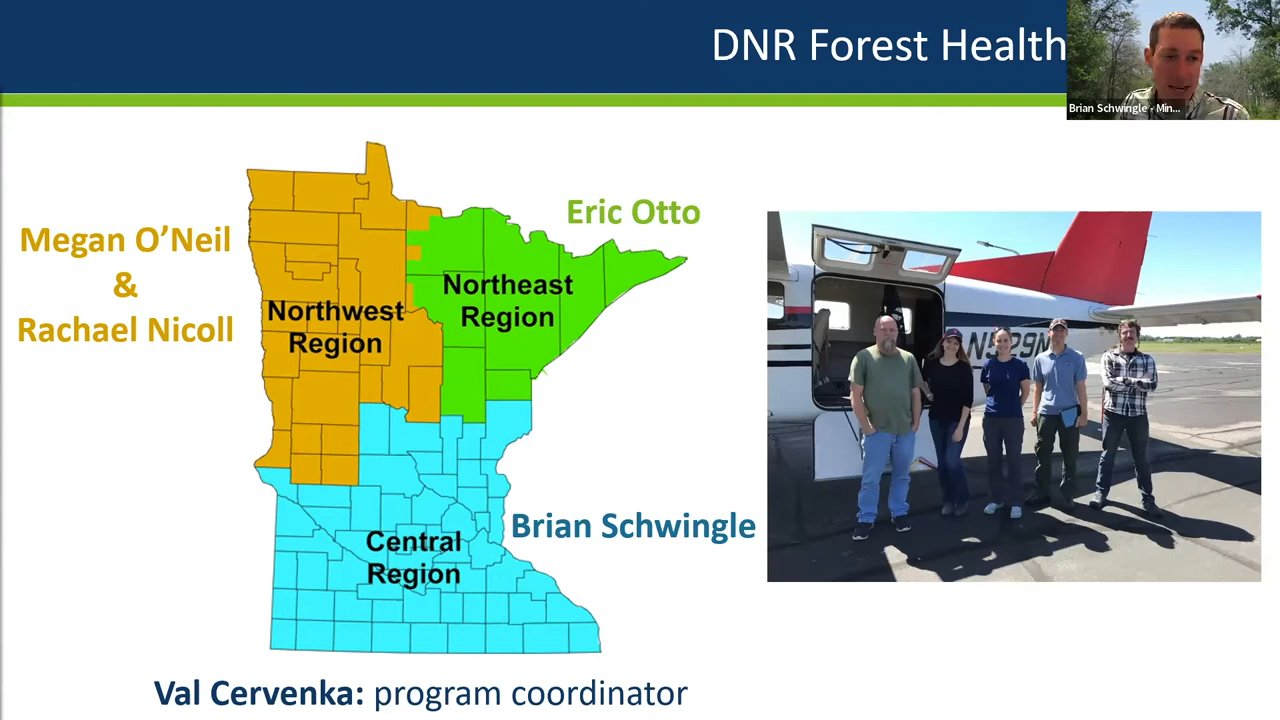 DNR Forest Health
Brian Schwingle - Min...
Megan O’Neil
&
Rachael Nicoll
Eric Otto
Northwest
Region
Northeast
Region
Central
Region
Brian Schwingle
Val Cervenka: program coordinator